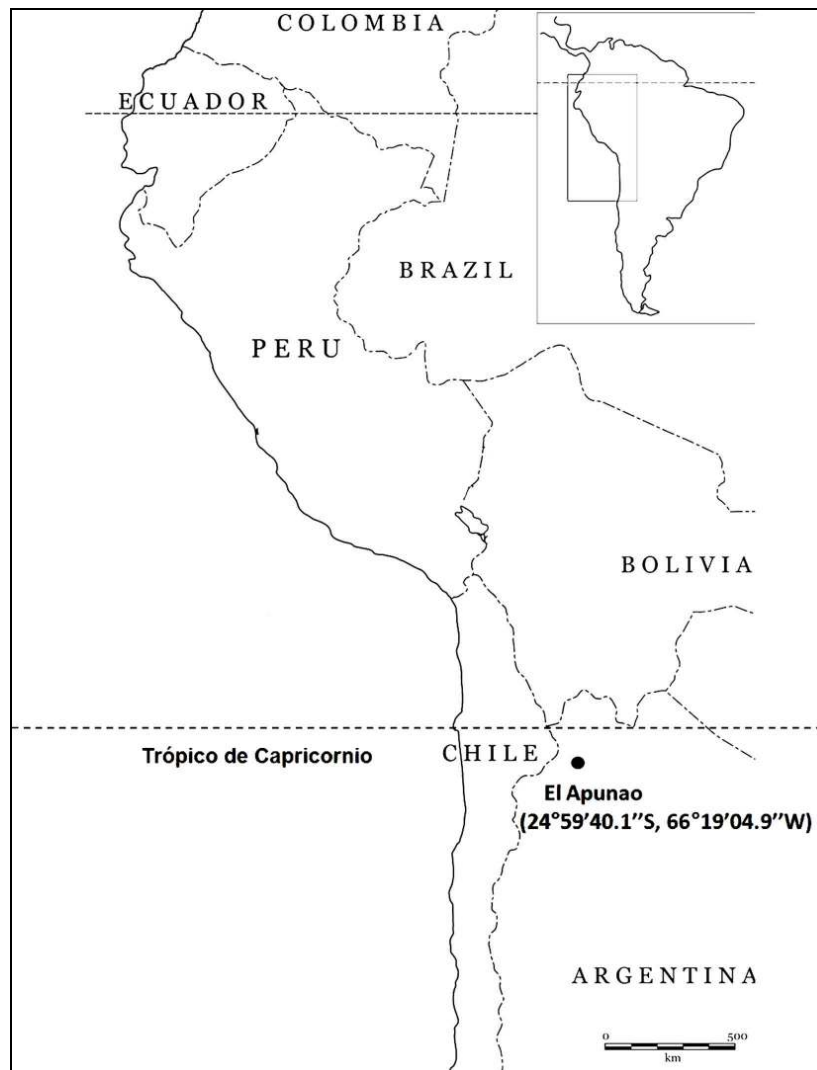 COLOMBIA
ECUADOR
BRAZIL
PERU
BOLIVIA
Trópico de Capricornio
CHILE
El Apunao
(24°59'40.1''S, 66°19'04.9''W)
ARGENTINA
0 500
km